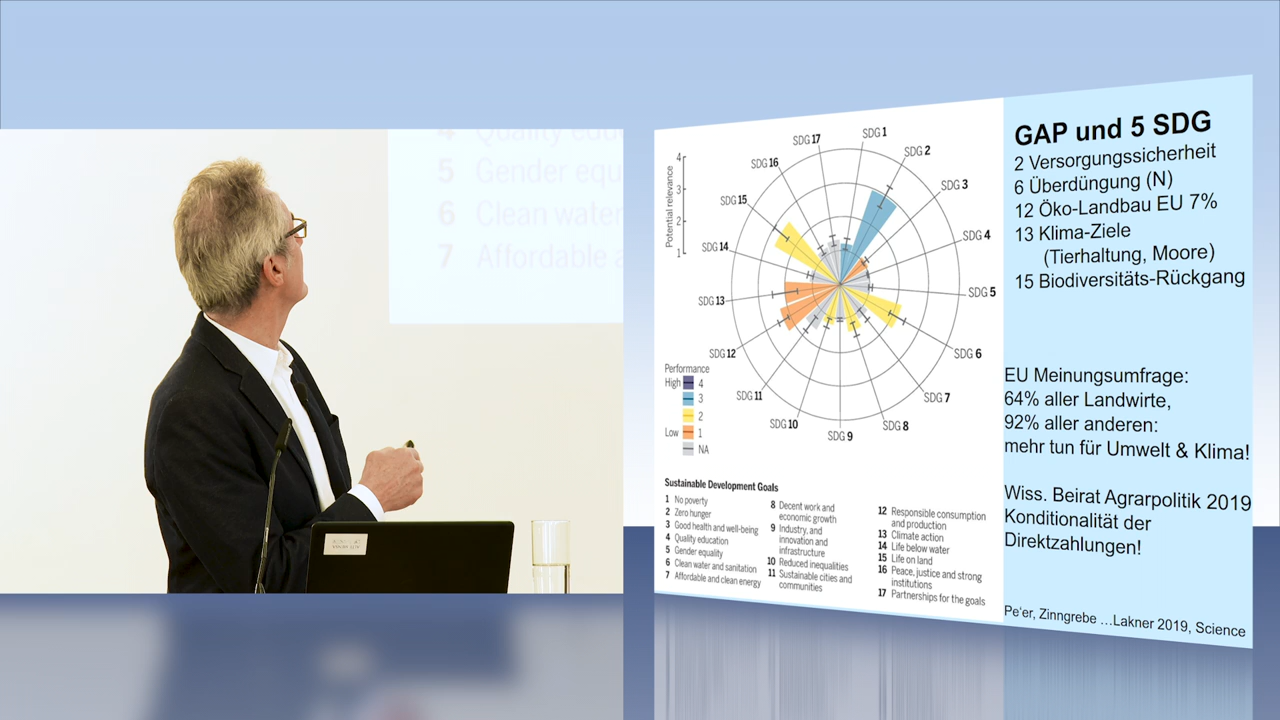 4 Quality edu
5 Gender equ
6 Clean water
7 Affordable a
SDG 17
SDG 1
SDG 16
SDG 2
SDG 15
SDG 3
SDG 14
SDG 4
SDG 13
SDG 5
SDG 12
SDG 6
SDG 11
SDG 7
SDG 10
SDG 8
SDG 9
Potential relevance
4
3
2
1
Performance
High 4
3
2
Low 1
NA
Sustainable Development Goals
1 No poverty
2 Zero hunger
3 Good health and well-being
4 Quality education
5 Gender equality
6 Clean water and sanitation
7 Affordable and clean energy
8 Decent work and
economic growth
9 Industry, and
innovation and
infrastructure
10 Reduced inequalities
11 Sustainable cities and
communities
12 Responsible consumption
and production
13 Climate action
14 Life below water
15 Life on land
16 Peace, justice and strong
institutions
17 Partnerships for the goals
GAP und 5 SDG
2 Versorgungssicherheit
6 Überdüngung (N)
12 Öko-Landbau EU 7%
13 Klima-Ziele
(Tierhaltung, Moore)
15 Biodiversitäts-Rückgang
EU Meinungsumfrage:
64% aller Landwirte,
92% aller anderen:
mehr tun für Umwelt & Klima!
Wiss. Beirat Agrarpolitik 2019
Konditionalität der
Direktzahlungen!
Pe'er, Zinngrebe ...Lakner 2019, Science